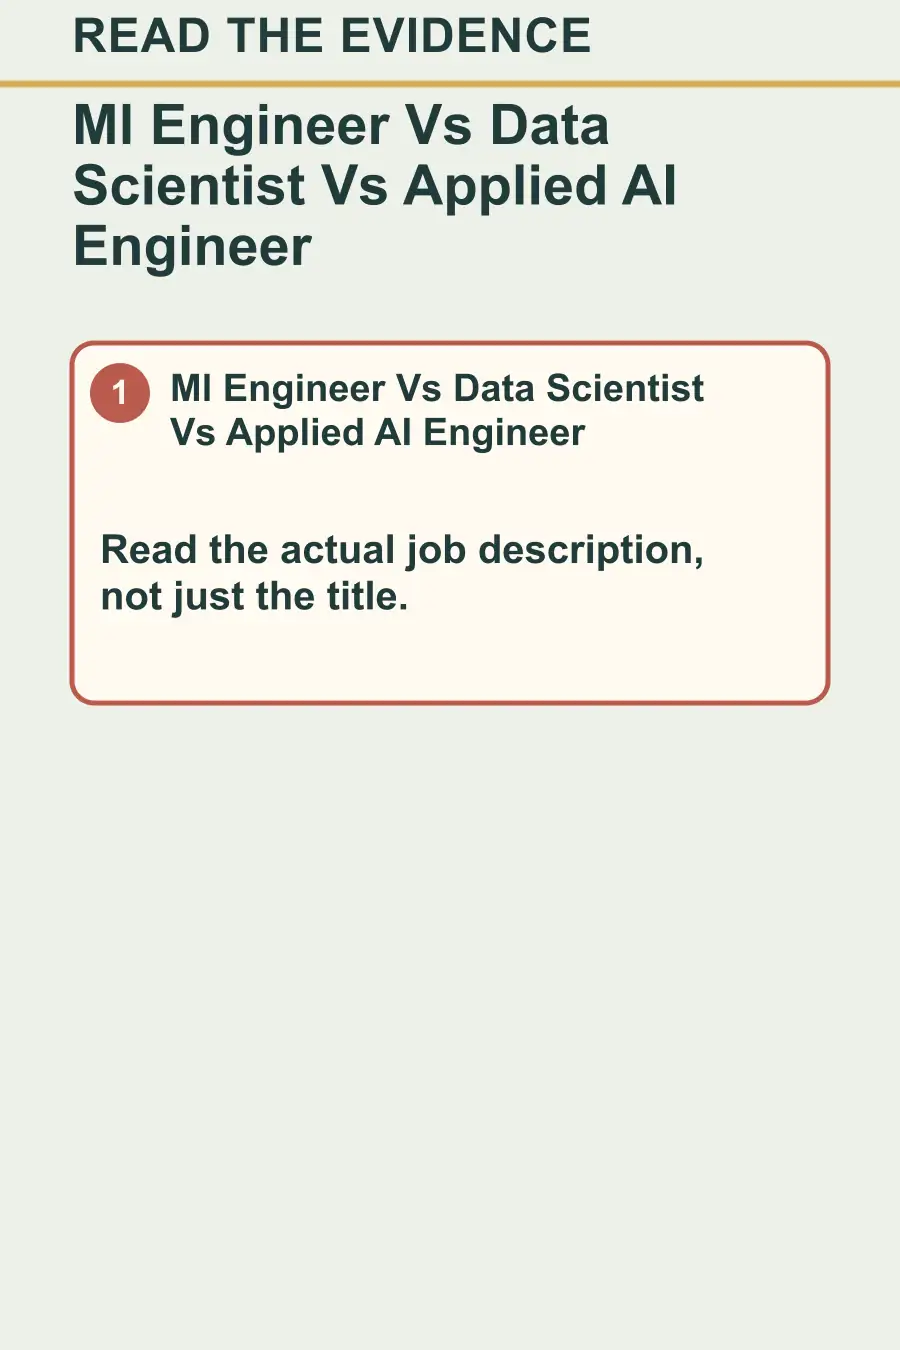 READ THE EVIDENCE
Ml Engineer Vs Data
Scientist Vs Applied AI
Engineer
1
Ml Engineer Vs Data Scientist
Vs Applied AI Engineer
Read the actual job description,
not just the title.